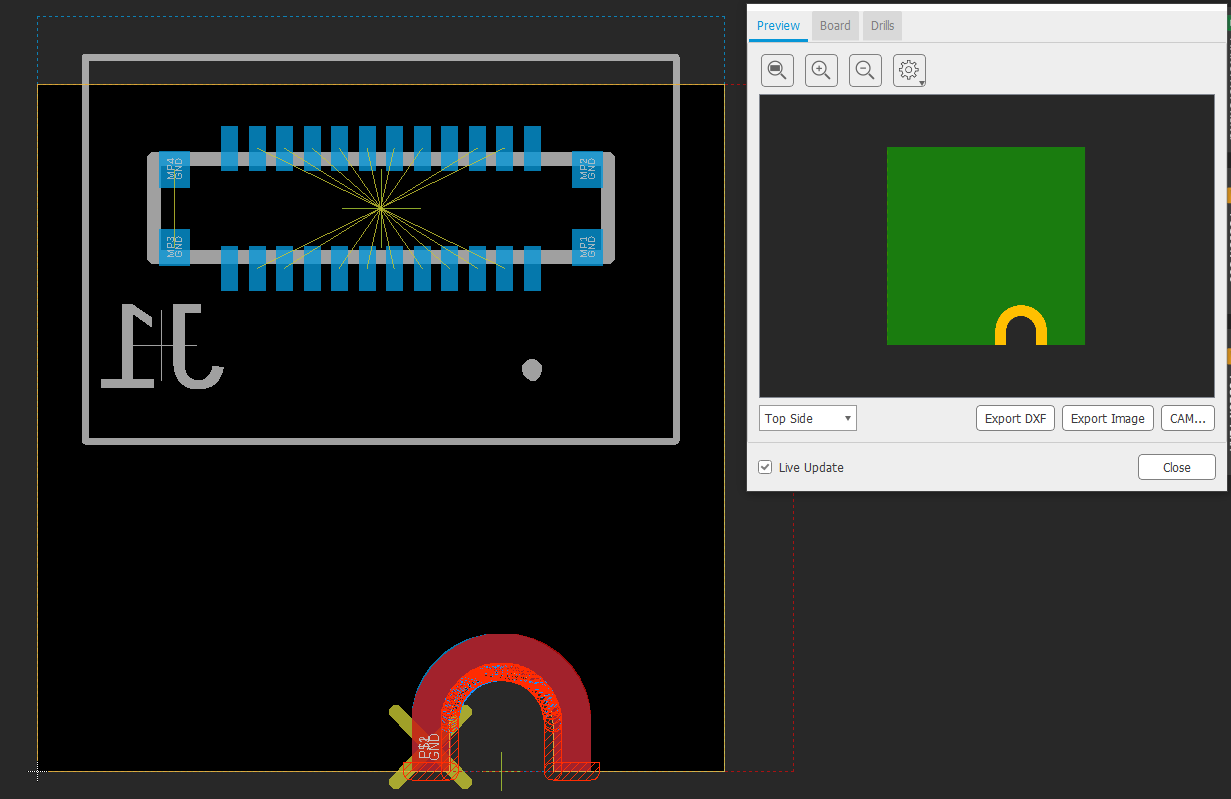 Preview Board Drills
MP4
GND
MP2
GND
MP3
GND
MP1
GND
J1
Top Side
Export DXF Export Image CAM...
Live Update
Close
P$2
GND